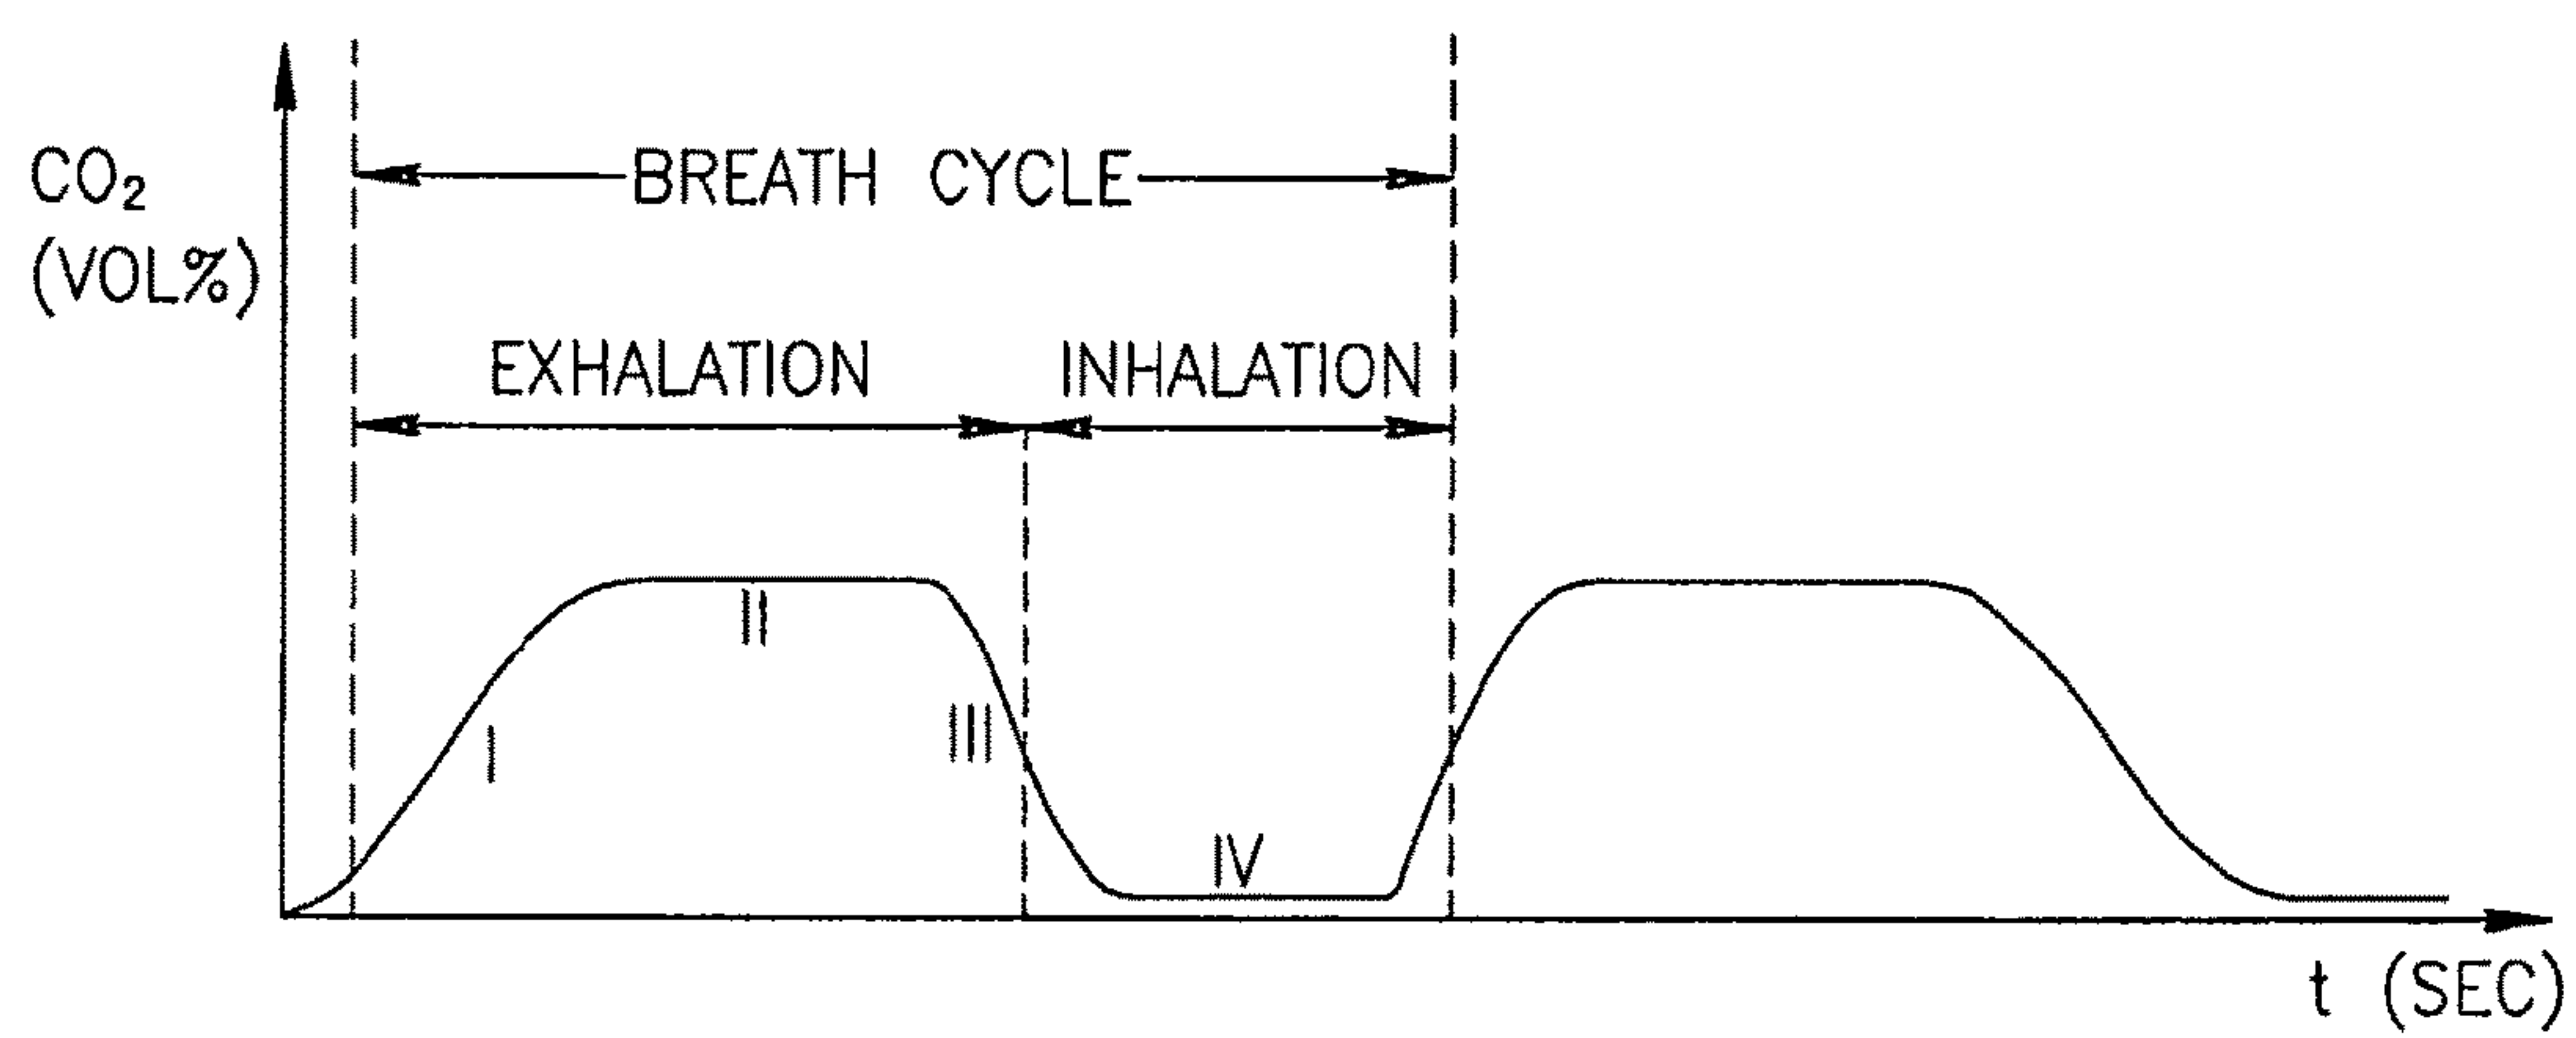 CO₂
(VOL%)
BREATH CYCLE
EXHALATION
INHALATION
I
II
III
IV
t (SEC)